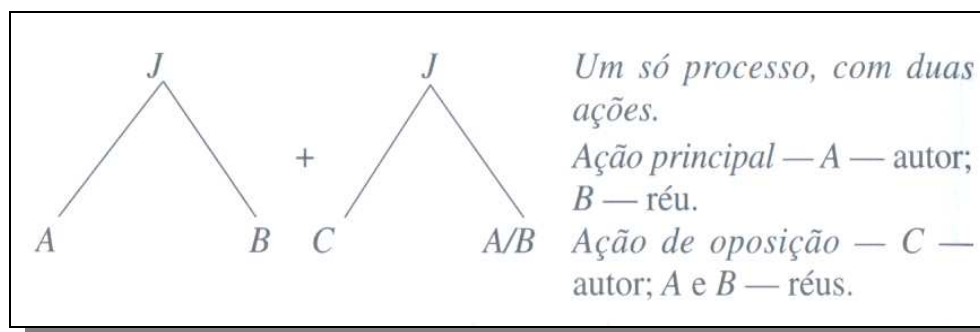 J
J
+
A
B
C
A/B
Um só processo, com duas
ações.
Ação principal — A — autor;
B — réu.
Ação de oposição — C —
autor; A e B — réus.